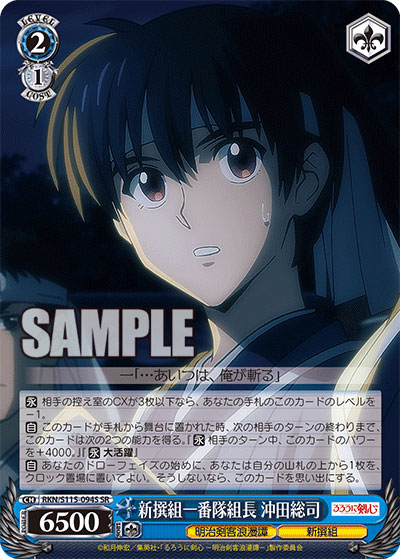 LEVEL
2
1
COST
SAMPLE
―「…あいつは、俺が斬る」
永 相手の控え室のCXが3枚以下なら、あなたの手札のこのカードのレベルを
－1。
自 このカードが手札から舞台に置かれた時、次の相手のターンの終わりまで、
このカードは次の2つの能力を得る。『永 相手のターン中、このカードのパワー
を+4000。』『永 大活躍』
自 あなたのドローフェイズの始めに、あなたは自分の山札の上から1枚を、
クロック置場に置いてよい。そうしないなら、このカードを思い出にする。
RKN/S115-094S SR
6500
新撰組一番隊組長 沖田総司
るろうに剣心
明治剣客浪漫譚
新撰組
©和月伸宏／集英社・「るろうに剣心 －明治剣客浪漫譚－」製作委員会